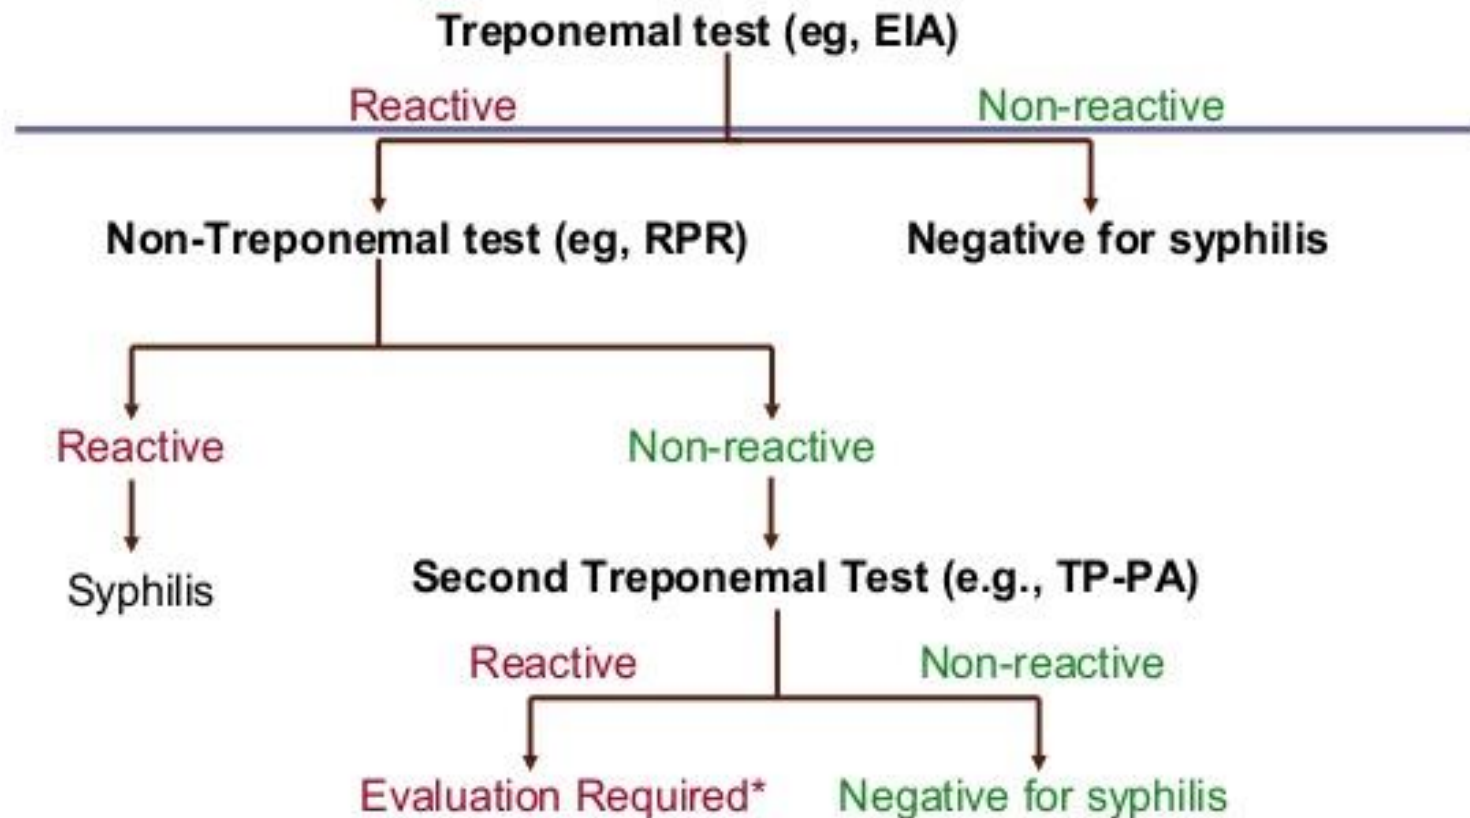 Treponemal test (eg, EIA)
Reactive
Non-reactive
Non-Treponemal test (eg, RPR)
Negative for syphilis
Reactive
Non-reactive
Syphilis
Second Treponemal Test (e.g., TP-PA)
Reactive
Non-reactive
Evaluation Required*
Negative for syphilis